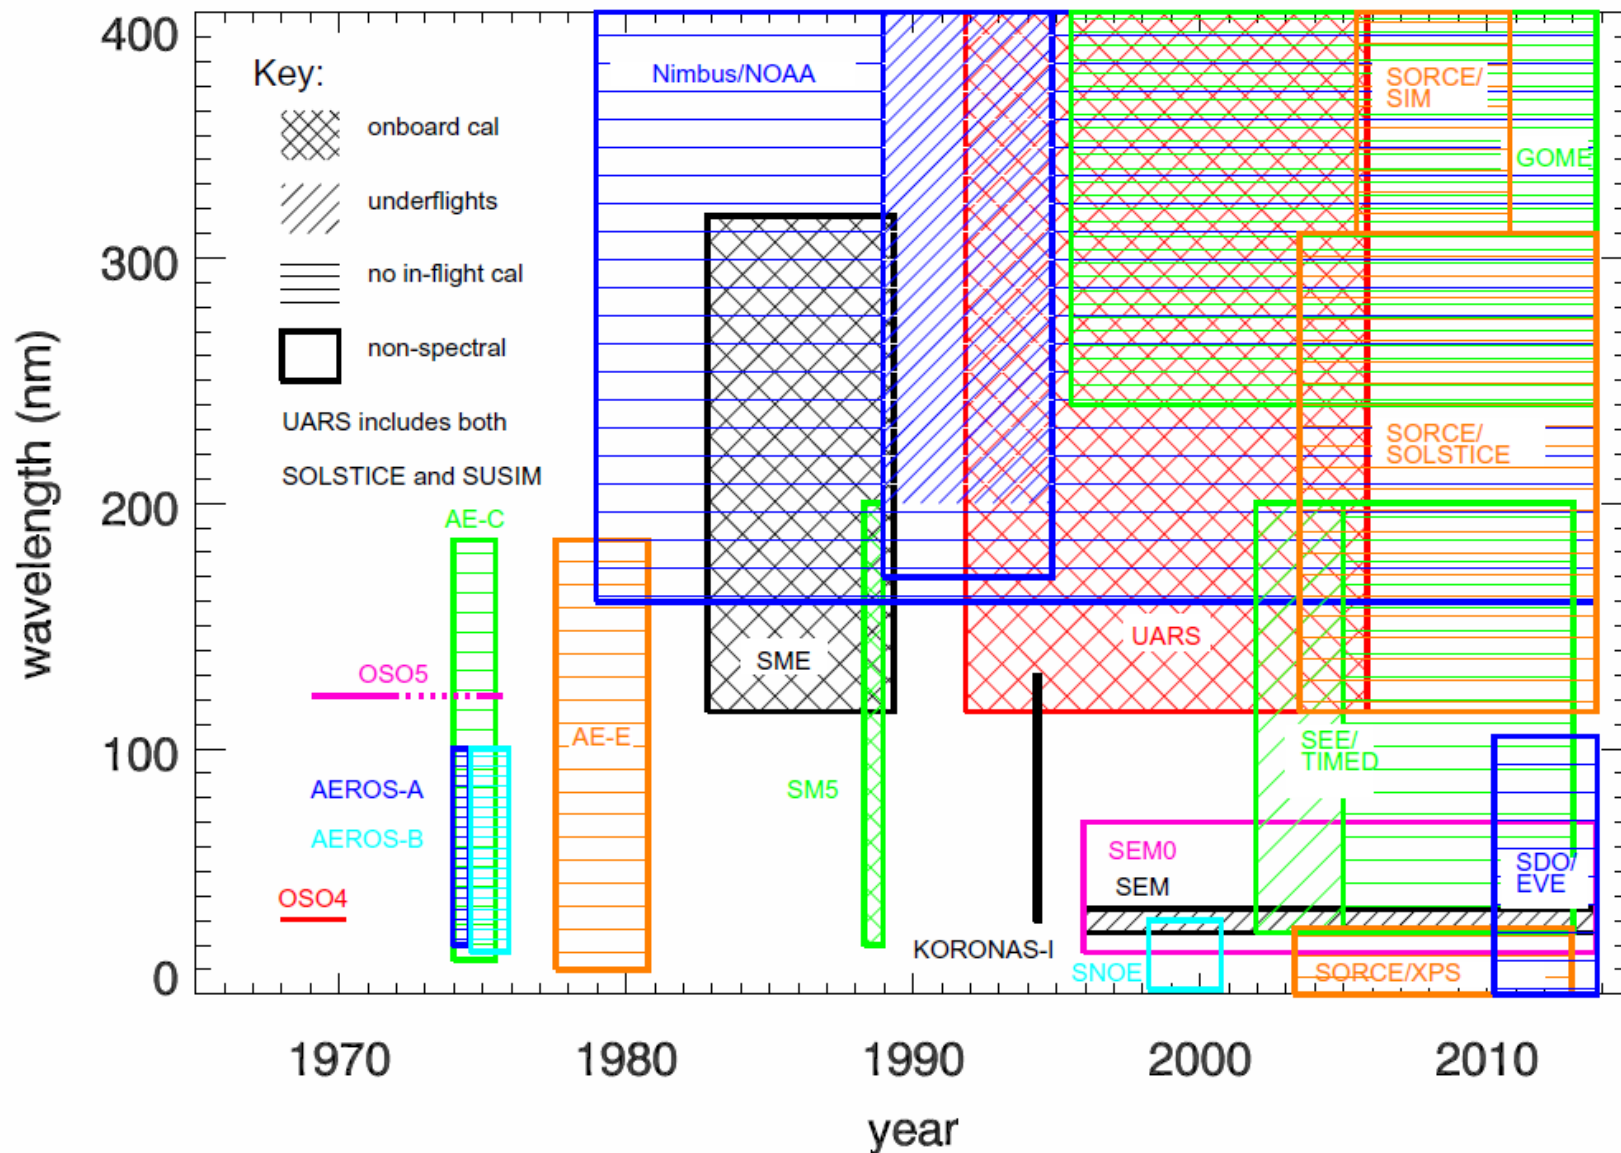 400
300
200
100
0
wavelength (nm)
1970
1980
1990
2000
2010
year
Key:
onboard cal
underflights
no in-flight cal
non-spectral
UARS includes both
SOLSTICE and SUSIM
Nimbus/NOAA
SORCE/
SIM
GOME
SORCE/
SOLSTICE
AE-C
OSO5
AE-E
AEROS-A
AEROS-B
OSO4
SME
SM5
UARS
KORONAS-I
SEE/
TIMED
SEM0
SEM
SNOE
SORCE/XPS
SDO/
EVE